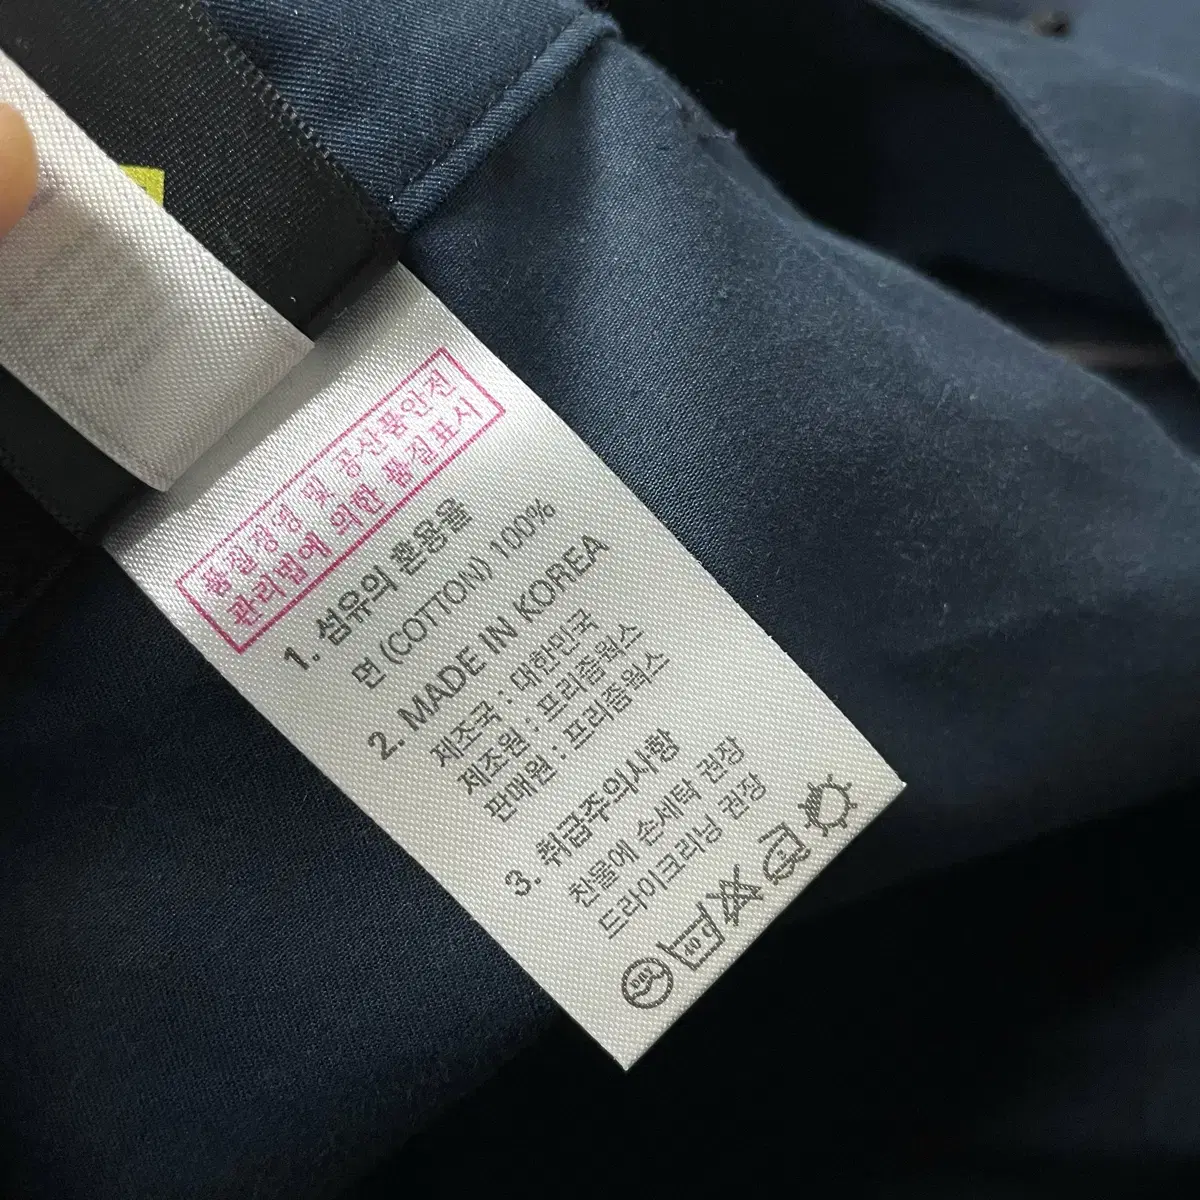 품질경영 및 공산품안전
관리법에 의한 품질표시
1. 섬유의 혼용율
면 (COTTON) 100%
2. MADE IN KOREA
제조국 : 대한민국
제조원 : 프리즘웍스
판매원 : 프리즘웍스
3. 취급주의사항
찬물에 손세탁 권장
드라이크리닝 권장
DRY